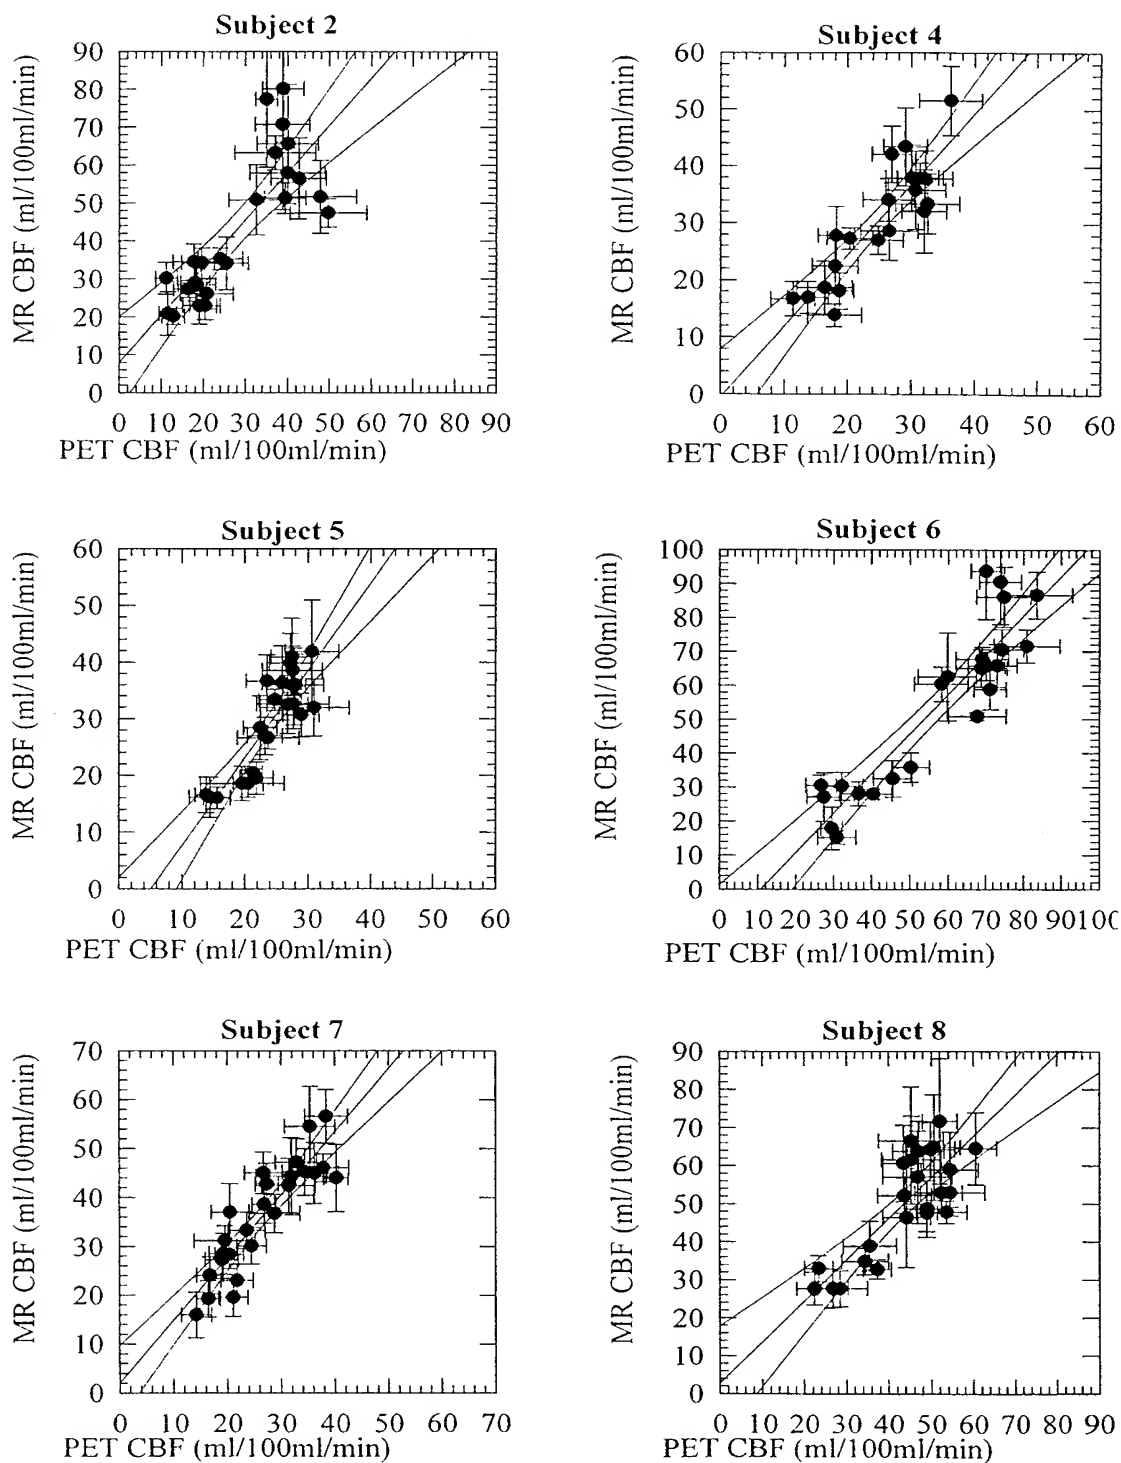 Subject 2
90
80
70
60
50
40
30
20
10
0
MR CBF (ml/100ml/min)
0 10 20 30 40 50 60 70 80 90
PET CBF (ml/100ml/min)
Subject 4
60
50
40
30
20
10
0
MR CBF (ml/100ml/min)
0 10 20 30 40 50 60
PET CBF (ml/100ml/min)
Subject 5
60
50
40
30
20
10
0
MR CBF (ml/100ml/min)
0 10 20 30 40 50 60
PET CBF (ml/100ml/min)
Subject 6
100
90
80
70
60
50
40
30
20
10
0
MR CBF (ml/100ml/min)
0 10 20 30 40 50 60 70 80 90100
PET CBF (ml/100ml/min)
Subject 7
70
60
50
40
30
20
10
0
MR CBF (ml/100ml/min)
0 10 20 30 40 50 60 70
PET CBF (ml/100ml/min)
Subject 8
90
80
70
60
50
40
30
20
10
0
MR CBF (ml/100ml/min)
0 10 20 30 40 50 60 70 80 90
PET CBF (ml/100ml/min)